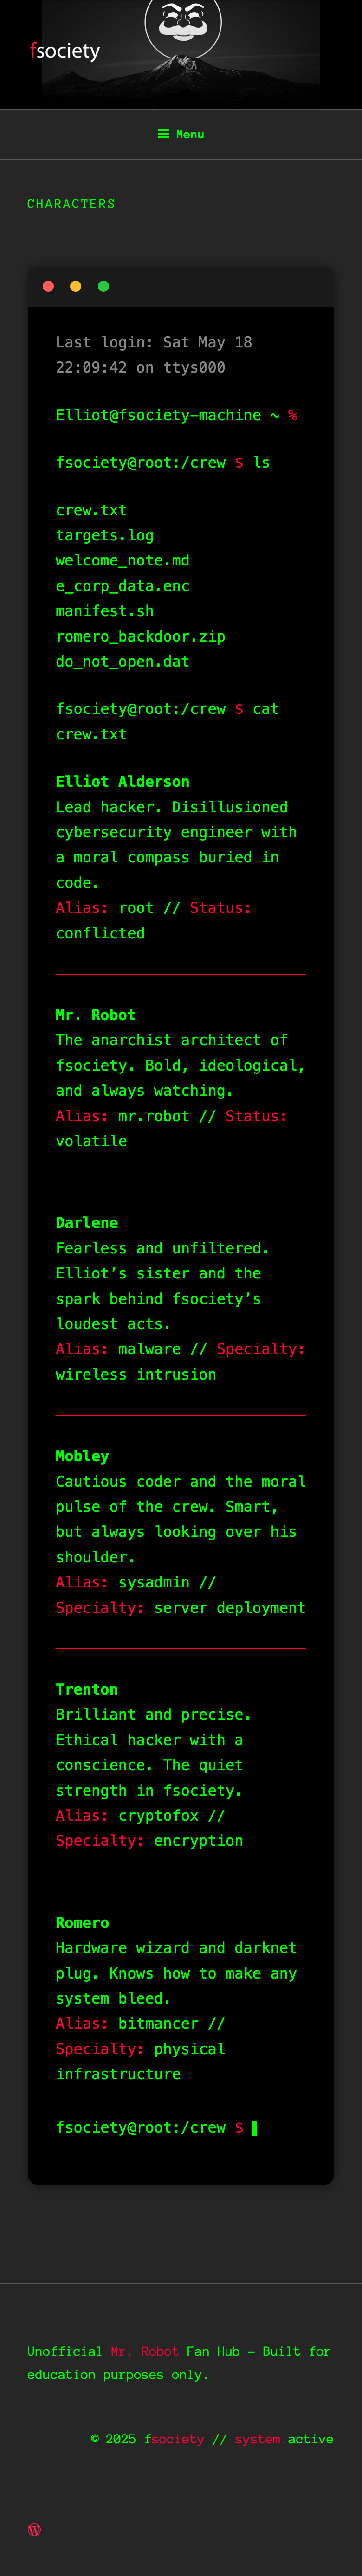 fsociety
Menu
CHARACTERS
Last login: Sat May 18
22:09:42 on ttys000
Elliot@fsociety-machine ~ %
fsociety@root:/crew $ ls
crew.txt
targets.log
welcome_note.md
e_corp_data.enc
manifest.sh
romero_backdoor.zip
do_not_open.dat
fsociety@root:/crew $ cat
crew.txt
Elliot Alderson
Lead hacker. Disillusioned
cybersecurity engineer with
a moral compass buried in
code.
Alias: root // Status:
conflicted
Mr. Robot
The anarchist architect of
fsociety. Bold, ideological,
and always watching.
Alias: mr.robot // Status:
volatile
Darlene
Fearless and unfiltered.
Elliot’s sister and the
spark behind fsociety’s
loudest acts.
Alias: malware // Specialty:
wireless intrusion
Mobley
Cautious coder and the moral
pulse of the crew. Smart,
but always looking over his
shoulder.
Alias: sysadmin //
Specialty: server deployment
Trenton
Brilliant and precise.
Ethical hacker with a
conscience. The quiet
strength in fsociety.
Alias: cryptofox //
Specialty: encryption
Romero
Hardware wizard and darknet
plug. Knows how to make any
system bleed.
Alias: bitmancer //
Specialty: physical
infrastructure
fsociety@root:/crew $
Unofficial Mr. Robot Fan Hub – Built for
education purposes only.
© 2025 fsociety // system.active